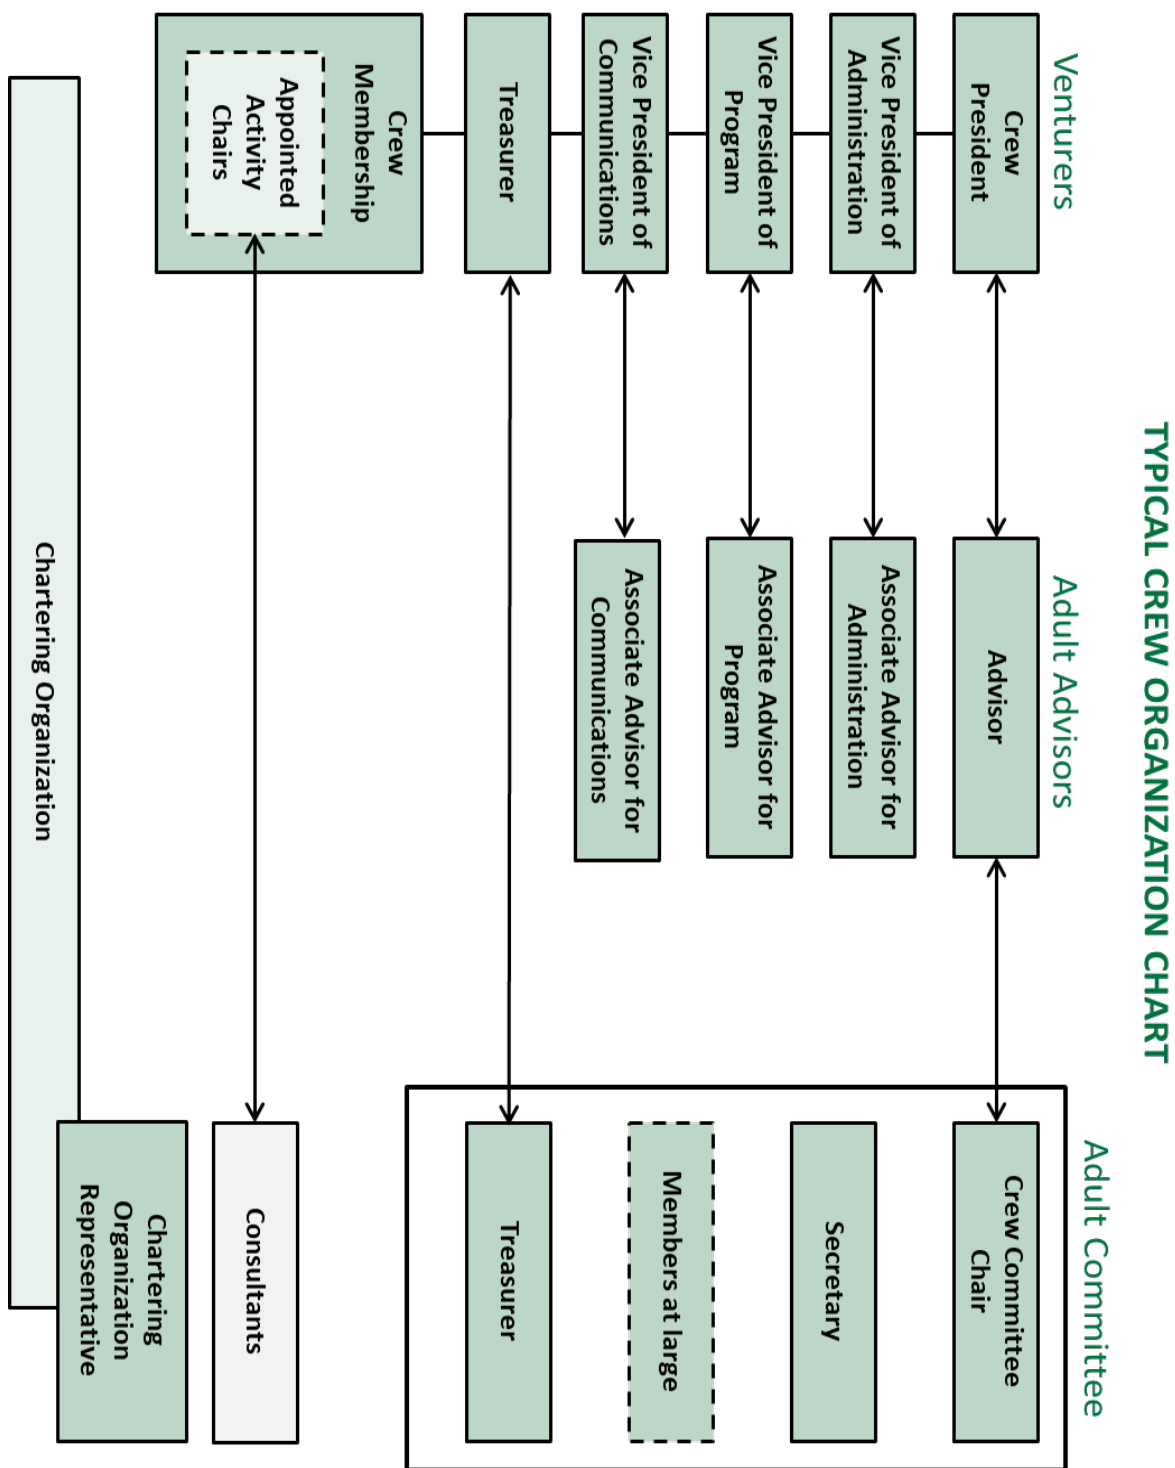 TYPICAL CREW ORGANIZATION CHART
Venturers
Adult Advisors
Adult Committee
Crew
President
Advisor
Crew Committee
Chair
Vice President of
Administration
Associate Advisor for
Administration
Secretary
Vice President of
Program
Associate Advisor for
Program
Members at large
Vice President of
Communications
Associate Advisor for
Communications
Treasurer
Treasurer
Crew
Membership
Appointed
Activity
Chairs
Consultants
Chartering
Organization
Representative
Chartering Organization